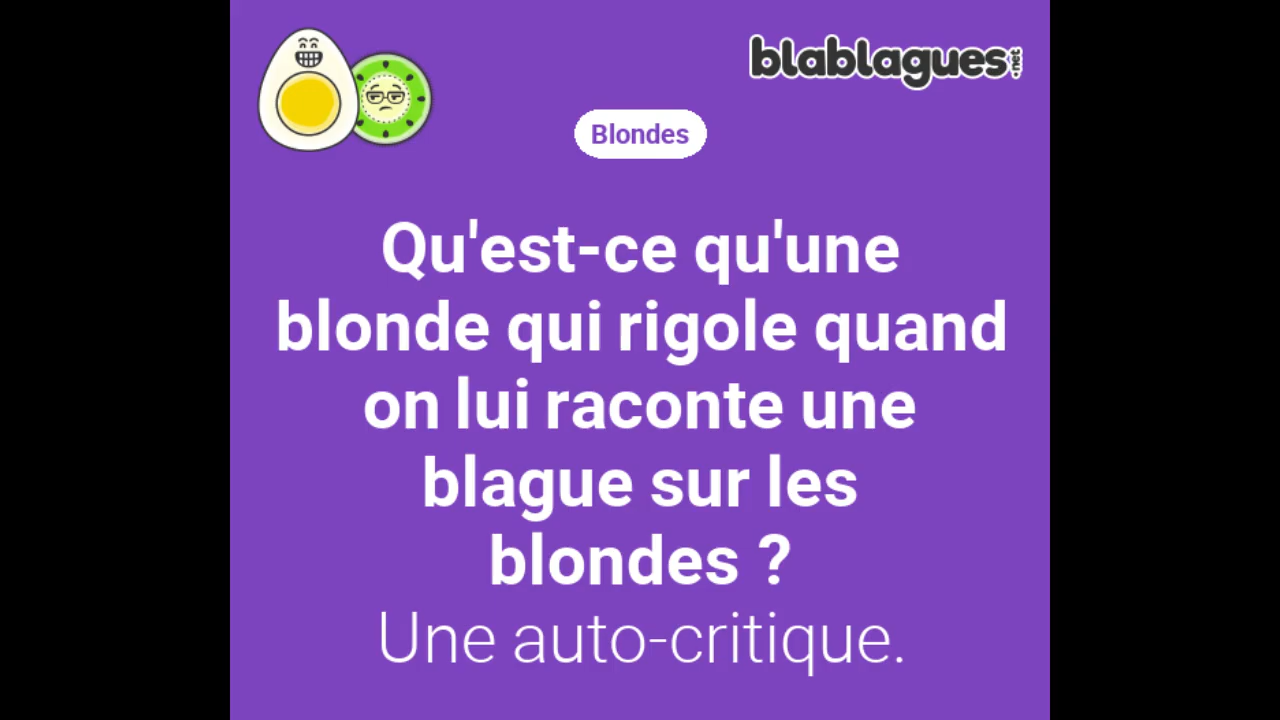 blablagues.net
Blondes
Qu'est-ce qu'une
blonde qui rigole quand
on lui raconte une
blague sur les
blondes ?
Une auto-critique.